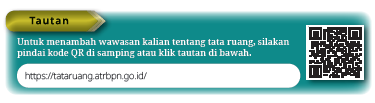 Tautan
Untuk menambah wawasan kalian tentang tata ruang, silakan
pindai kode QR di samping atau klik tautan di bawah.
https://tataruang.atrbpn.go.id/